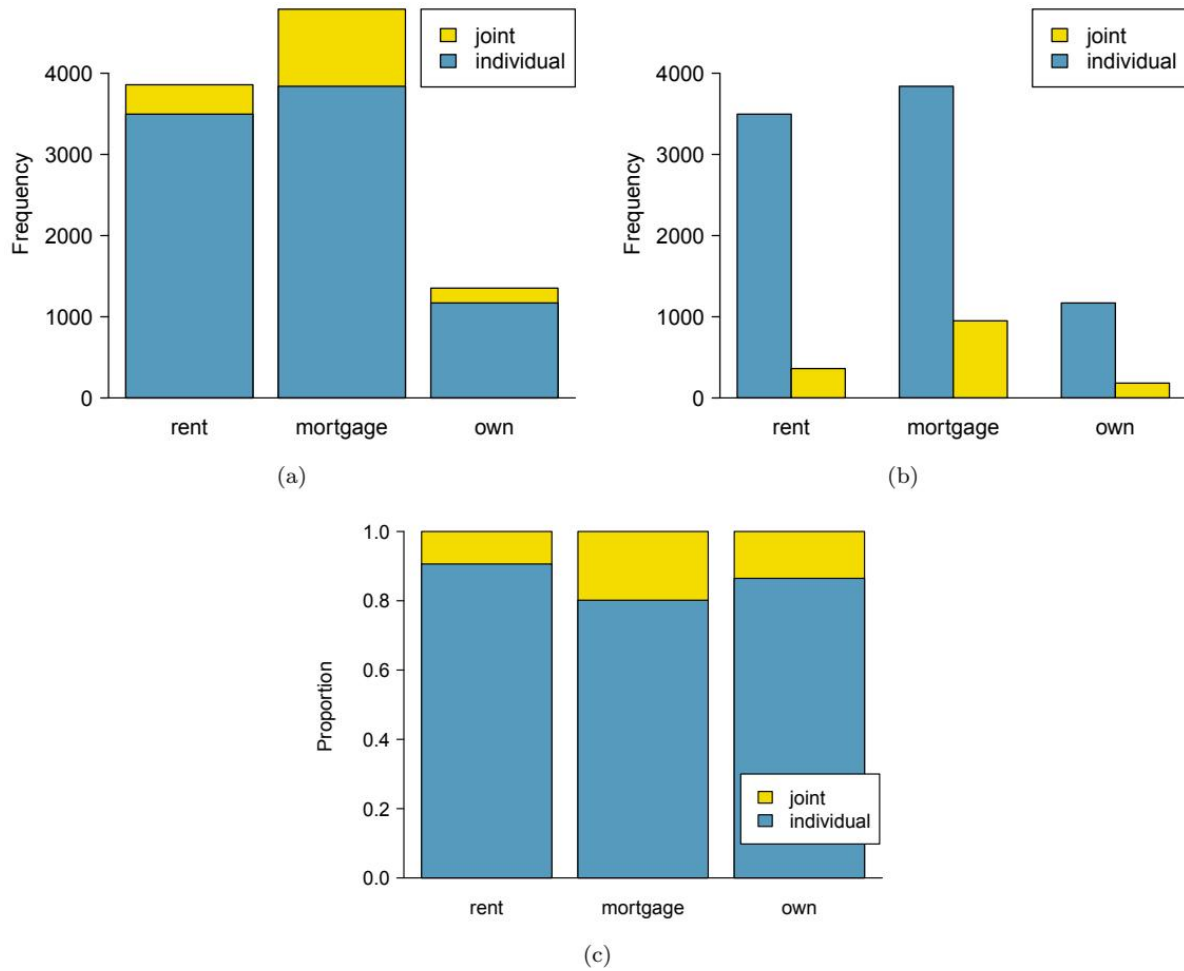 joint
individual
4000
3000
2000
1000
0
Frequency
rent mortgage own
(a)
joint
individual
4000
3000
2000
1000
0
Frequency
rent mortgage own
(b)
1.0
0.8
0.6
0.4
0.2
0.0
Proportion
joint
individual
rent mortgage own
(c)